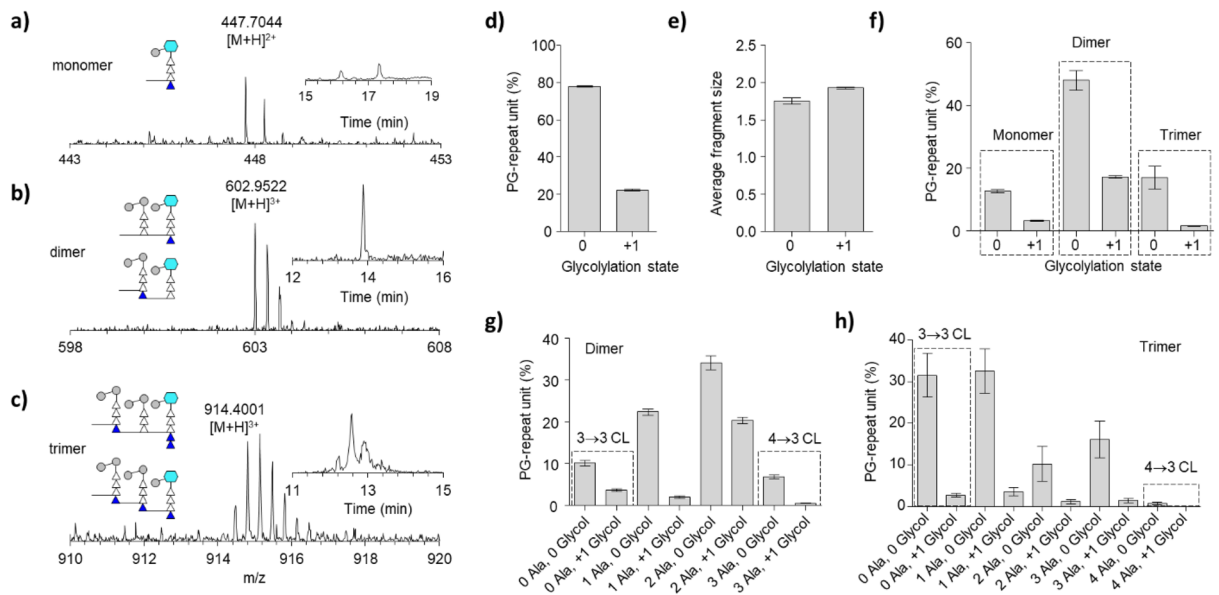 a)
447.7044
[M+H]²⁺
monomer
15 17 19
Time (min)
443 448 453
b)
602.9522
[M+H]³⁺
dimer
12 14 16
Time (min)
598 603 608
c)
914.4001
[M+H]³⁺
trimer
11 13 15
Time (min)
910 912 914 916 918 920
m/z
d)
PG-repeat unit (%)
100
80
60
40
20
0
0 +1
Glycolylation state
e)
Average fragment size
2.5
2.0
1.5
1.0
0.5
0.0
0 +1
Glycolylation state
f)
PG-repeat unit (%)
60
40
20
0
Monomer
Dimer
Trimer
0 +1 0 +1 0 +1
Glycolylation state
g)
Dimer
PG-repeat unit (%)
40
30
20
10
0
3→3 CL
4→3 CL
0 Ala, 0 Glycol
0 Ala, +1 Glycol
1 Ala, 0 Glycol
1 Ala, +1 Glycol
2 Ala, 0 Glycol
2 Ala, +1 Glycol
3 Ala, 0 Glycol
3 Ala, +1 Glycol
h)
3→3 CL
Trimer
PG-repeat unit (%)
40
30
20
10
0
4→3 CL
0 Ala, 0 Glycol
0 Ala, +1 Glycol
1 Ala, 0 Glycol
1 Ala, +1 Glycol
2 Ala, 0 Glycol
2 Ala, +1 Glycol
3 Ala, 0 Glycol
3 Ala, +1 Glycol
4 Ala, 0 Glycol
4 Ala, +1 Glycol